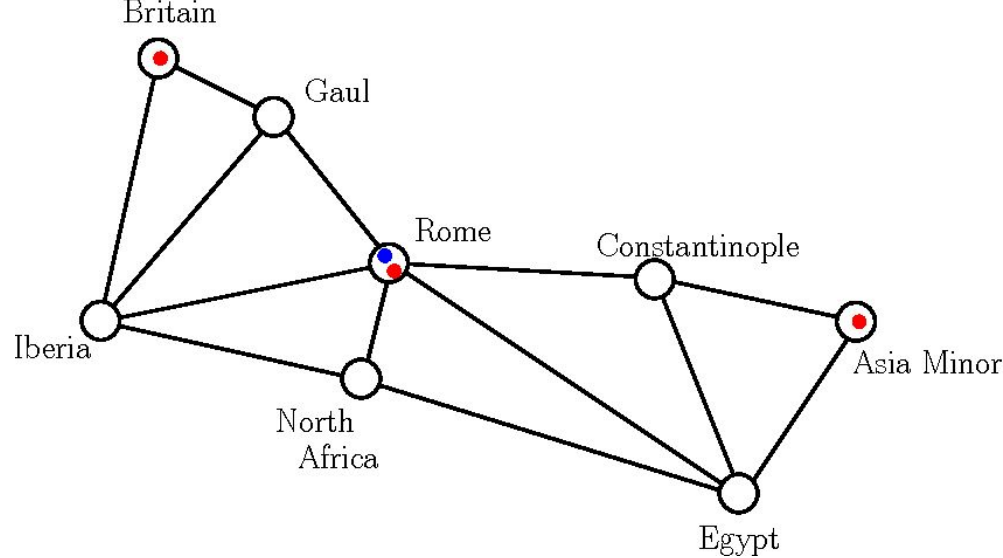 Britain
Gaul
Rome
Constantinople
Iberia
Asia Minor
North
Africa
Egypt